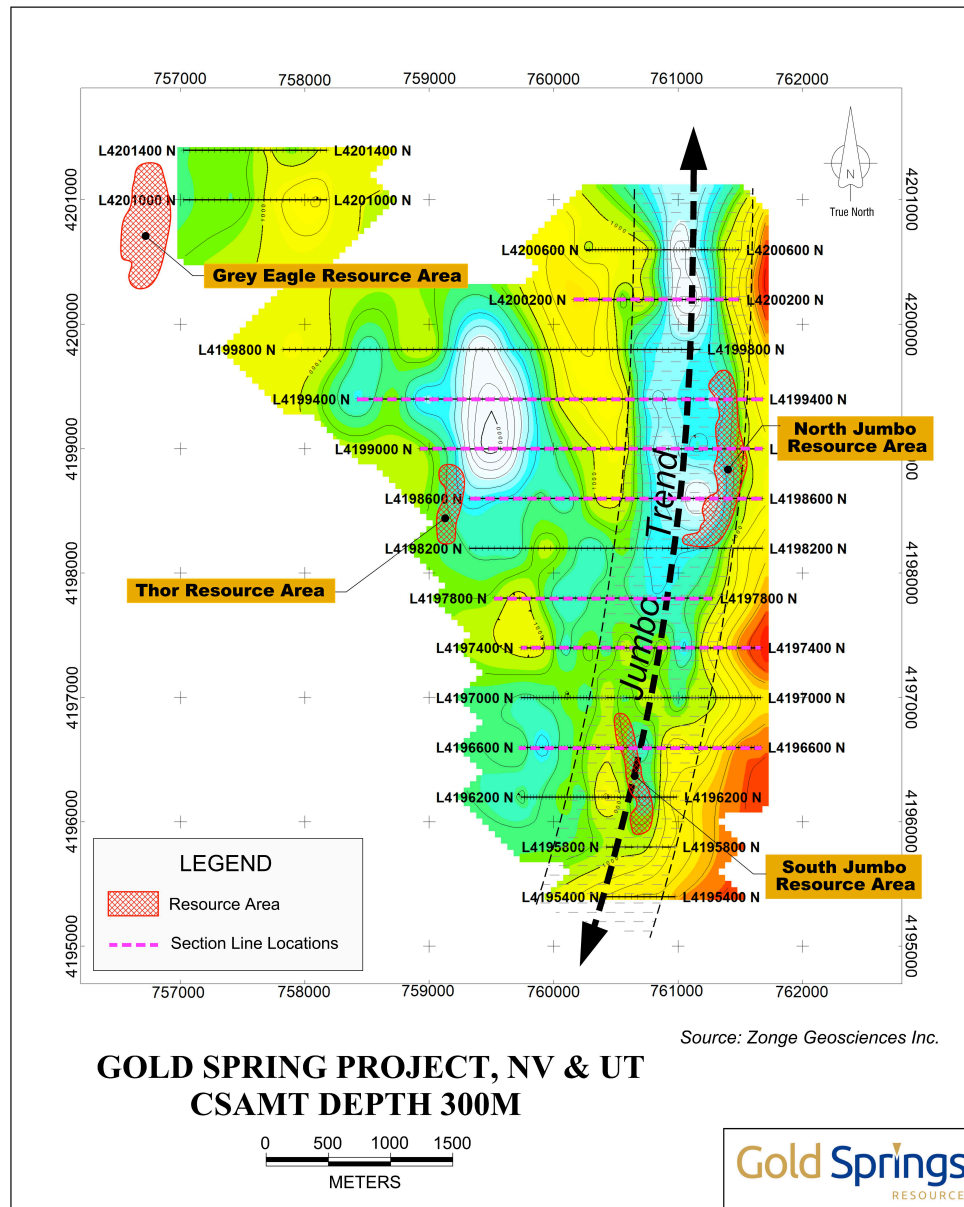 757000 758000 759000 760000 761000 762000
L4201400 N L4201400 N
L4201000 N L4201000 N
4201000 4201000
True North
N
L4200600 N L4200600 N
Grey Eagle Resource Area
L4200200 N L4200200 N
4200000 4200000
L4199800 N L4199800 N
L4199400 N L4199400 N
North Jumbo
Resource Area
L4199000 N
4199000
L4198600 N L4198600 N
L4198200 N L4198200 N
4198000 4198000
Thor Resource Area
L4197800 N L4197800 N
Jumbo Trend
L4197400 N L4197400 N
L4197000 N L4197000 N
4197000 4197000
L4196600 N L4196600 N
L4196200 N L4196200 N
4196000 4196000
L4195800 N L4195800 N
South Jumbo
Resource Area
L4195400 N L4195400 N
4195000 4195000
LEGEND
Resource Area
Section Line Locations
757000 758000 759000 760000 761000 762000
Source: Zonge Geosciences Inc.
GOLD SPRING PROJECT, NV & UT
CSAMT DEPTH 300M
0 500 1000 1500
METERS
Gold Springs
RESOURCE